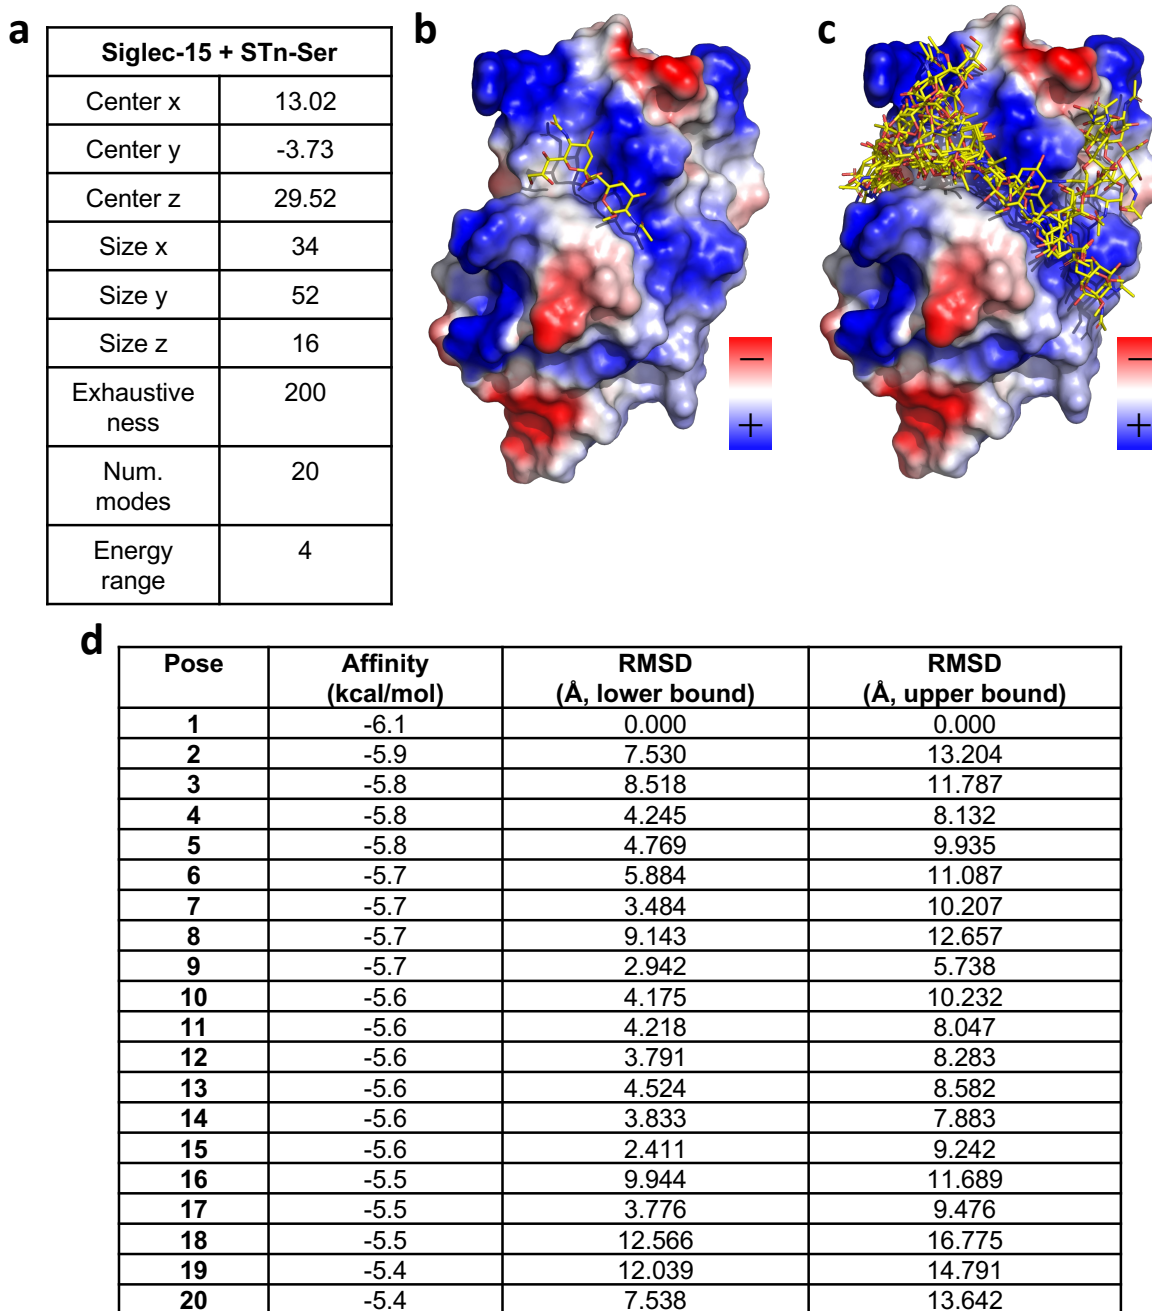 a
Siglec-15 + STn-Ser
Center x 13.02
Center y -3.73
Center z 29.52
Size x 34
Size y 52
Size z 16
Exhaustive 200
ness
Num. 20
modes
Energy 4
range
b
−
+
c
−
+
d
Pose Affinity RMSD RMSD
(kcal/mol) (Å, lower bound) (Å, upper bound)
1 -6.1 0.000 0.000
2 -5.9 7.530 13.204
3 -5.8 8.518 11.787
4 -5.8 4.245 8.132
5 -5.8 4.769 9.935
6 -5.7 5.884 11.087
7 -5.7 3.484 10.207
8 -5.7 9.143 12.657
9 -5.7 2.942 5.738
10 -5.6 4.175 10.232
11 -5.6 4.218 8.047
12 -5.6 3.791 8.283
13 -5.6 4.524 8.582
14 -5.6 3.833 7.883
15 -5.6 2.411 9.242
16 -5.5 9.944 11.689
17 -5.5 3.776 9.476
18 -5.5 12.566 16.775
19 -5.4 12.039 14.791
20 -5.4 7.538 13.642